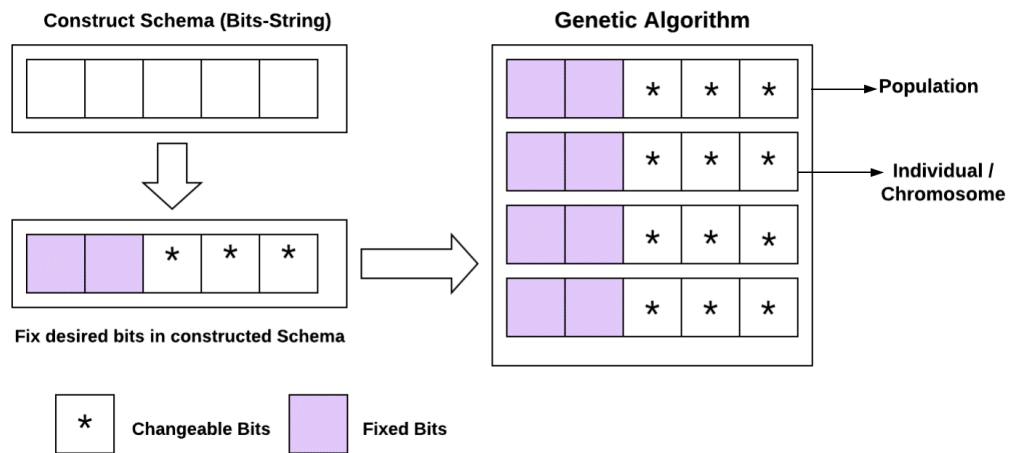 Construct Schema (Bits-String)
* * *
Fix desired bits in constructed Schema
Genetic Algorithm
* * *
* * *
* * *
* * *
Population
Individual /
Chromosome
* Changeable Bits
Fixed Bits